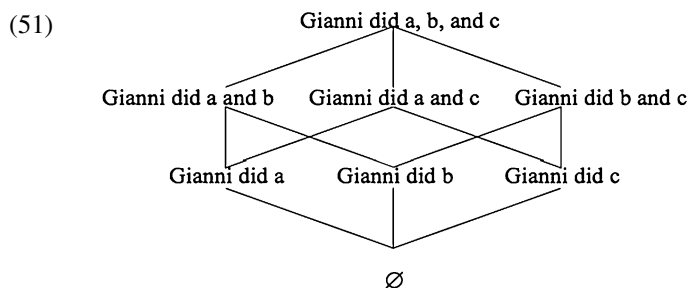 (51) Gianni did a, b, and c
Gianni did a and b Gianni did a and c Gianni did b and c
Gianni did a Gianni did b Gianni did c
∅